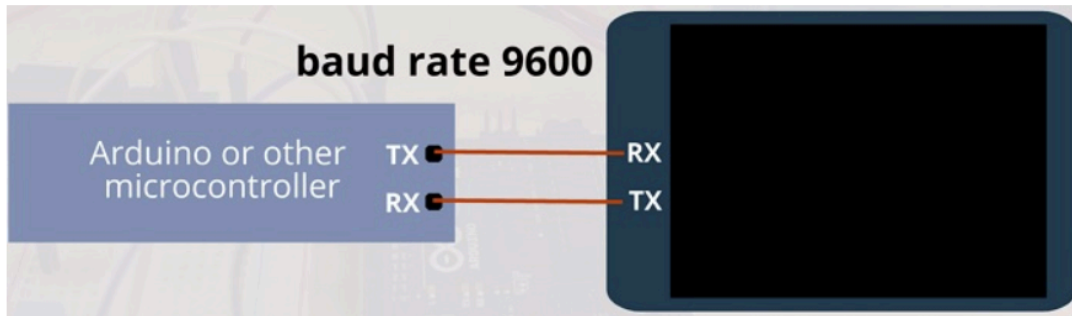 baud rate 9600
Arduino or other
microcontroller
TX
RX
RX
TX